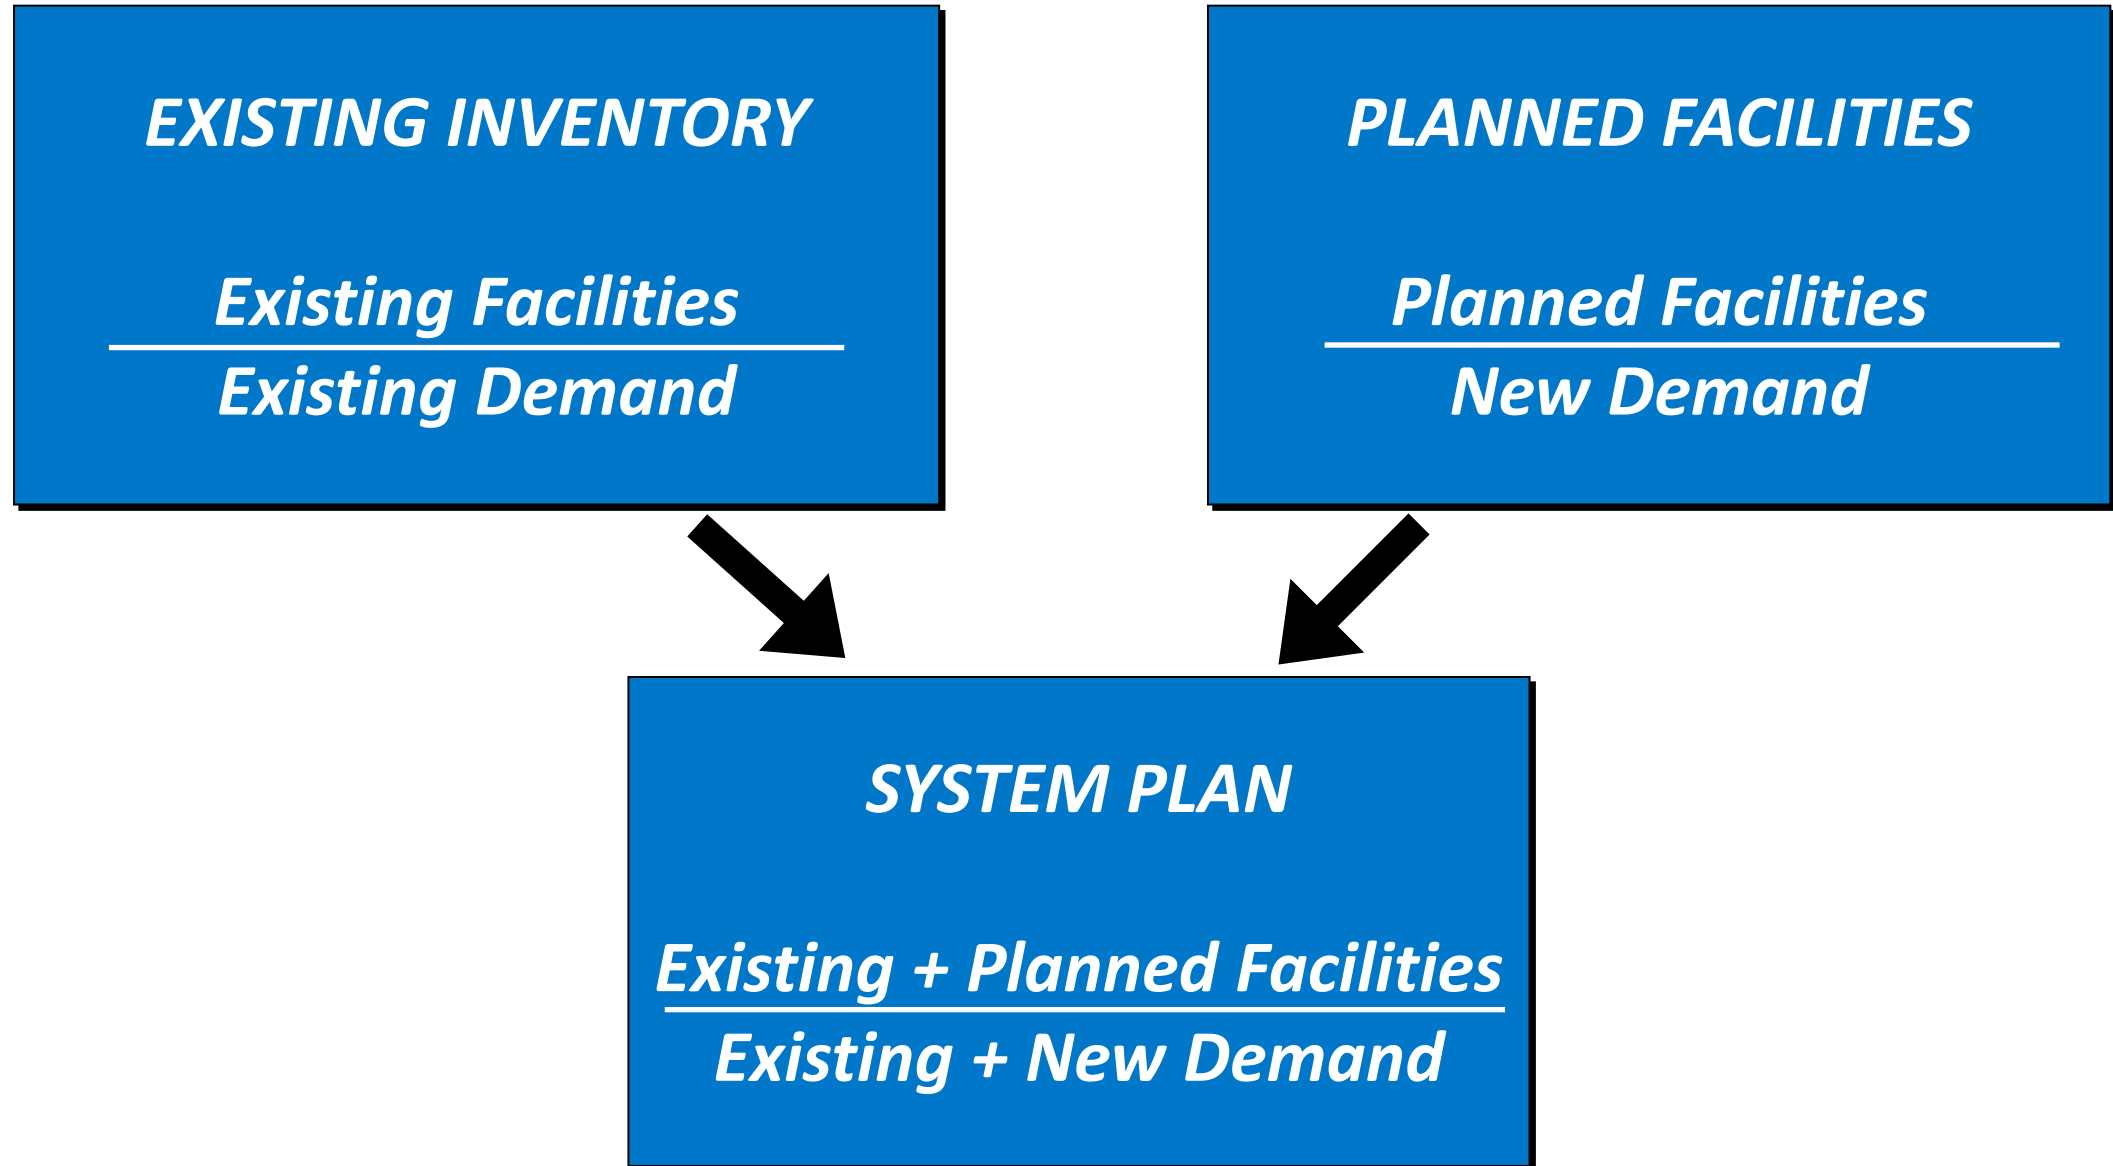 EXISTING INVENTORY
Existing Facilities
Existing Demand
PLANNED FACILITIES
Planned Facilities
New Demand
SYSTEM PLAN
Existing + Planned Facilities
Existing + New Demand